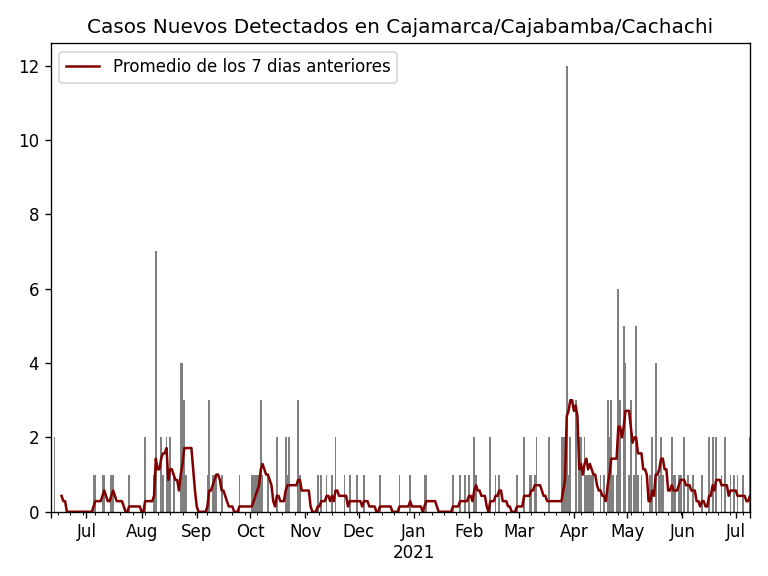 Casos Nuevos Detectados en Cajamarca/Cajabamba/Cachachi
Promedio de los 7 dias anteriores
12
10
8
6
4
2
0
Jul Aug Sep Oct Nov Dec Jan Feb Mar Apr May Jun Jul
2021